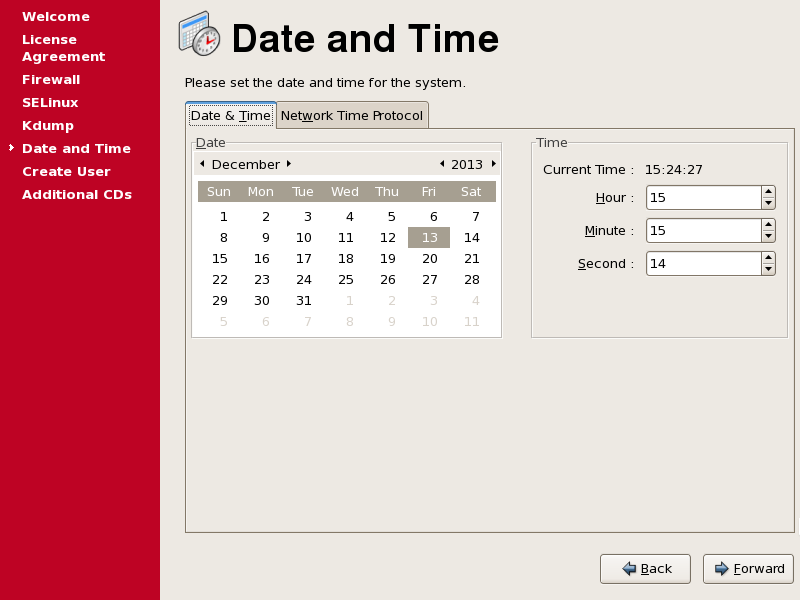 Welcome
License
Agreement
Firewall
SELinux
Kdump
Date and Time
Create User
Additional CDs
Date and Time
Please set the date and time for the system.
Date & Time Network Time Protocol
Date
December 2013
Sun Mon Tue Wed Thu Fri Sat
1 2 3 4 5 6 7
8 9 10 11 12 13 14
15 16 17 18 19 20 21
22 23 24 25 26 27 28
29 30 31 1 2 3 4
5 6 7 8 9 10 11
Time
Current Time : 15:24:27
Hour : 15
Minute : 15
Second : 14
Back Forward